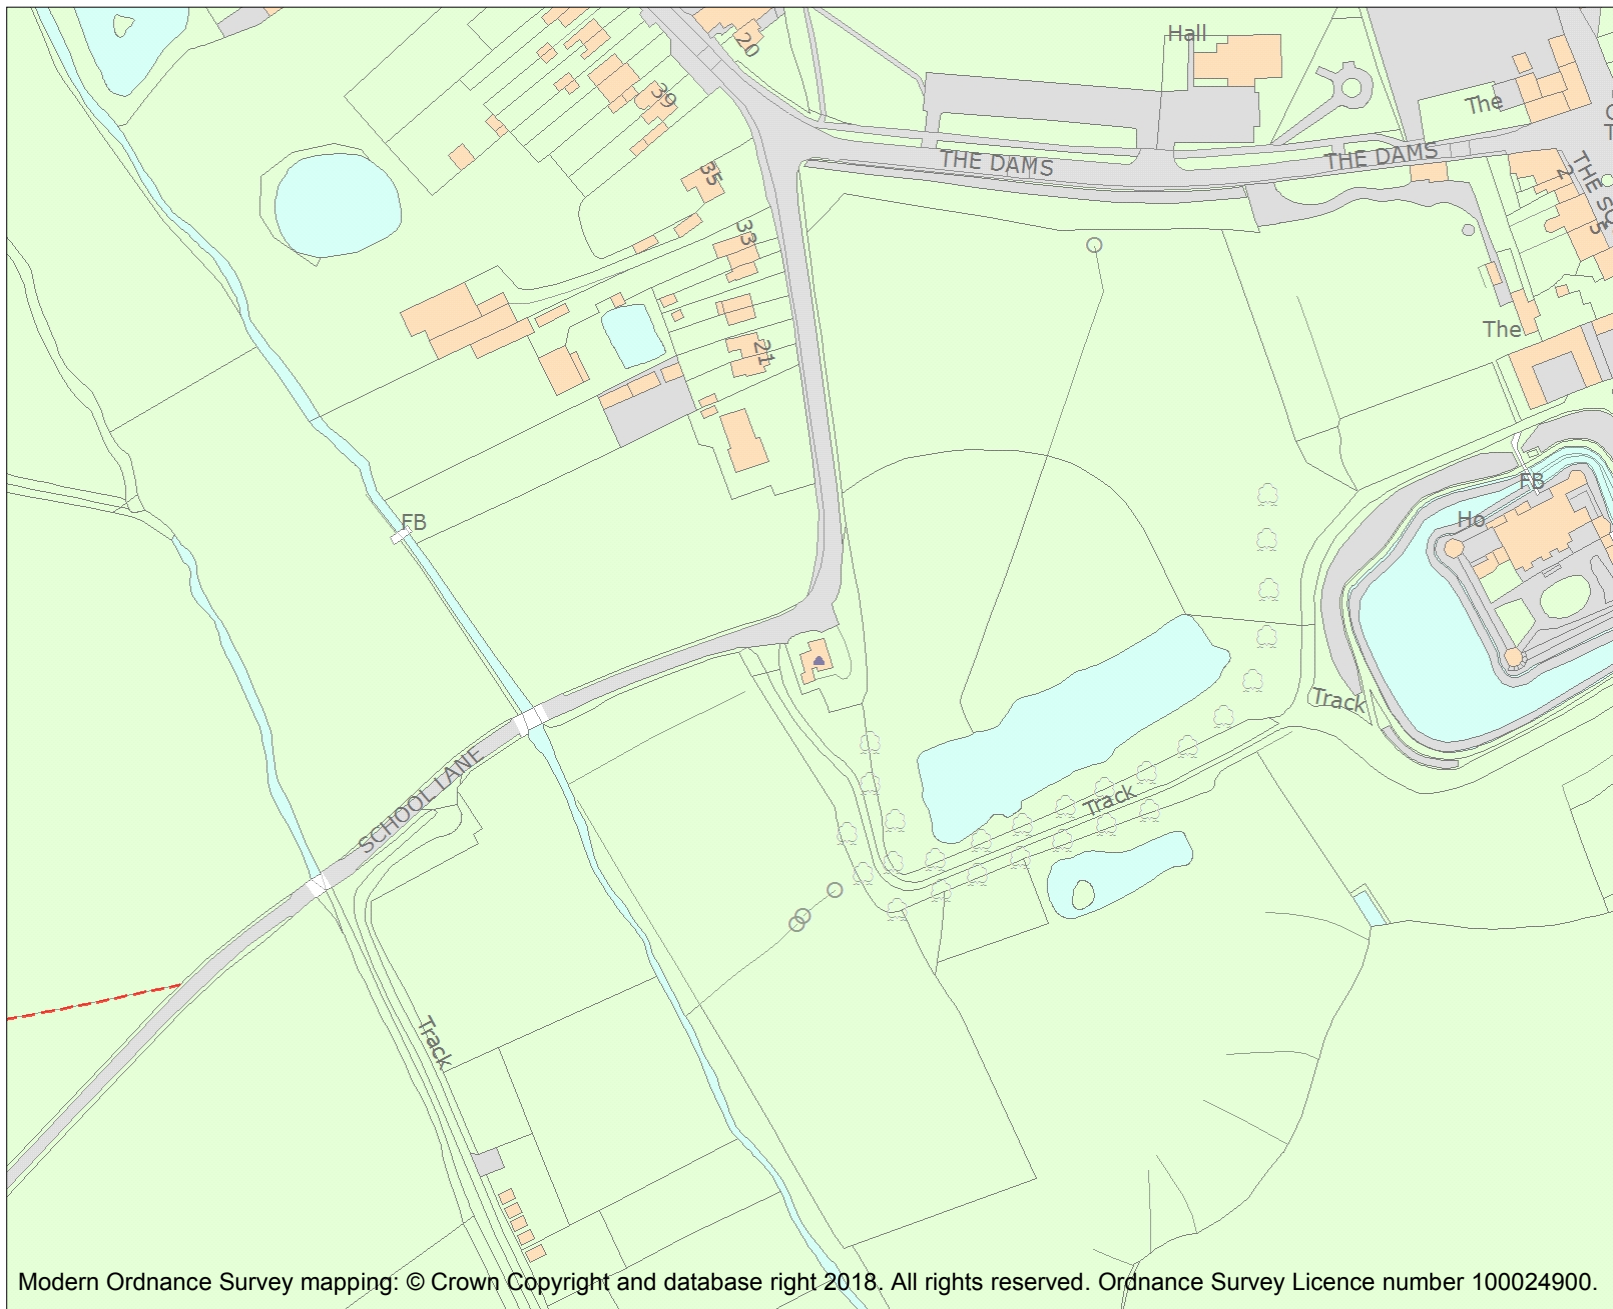 20
Hall
39
The
THE DAMS
THE DAMS
35
2
33
5
21
The
FB
FB
Ho
Track
SCHOOL LANE
Track
Track
Modern Ordnance Survey mapping: © Crown Copyright and database right 2018. All rights reserved. Ordnance Survey Licence number 100024900.